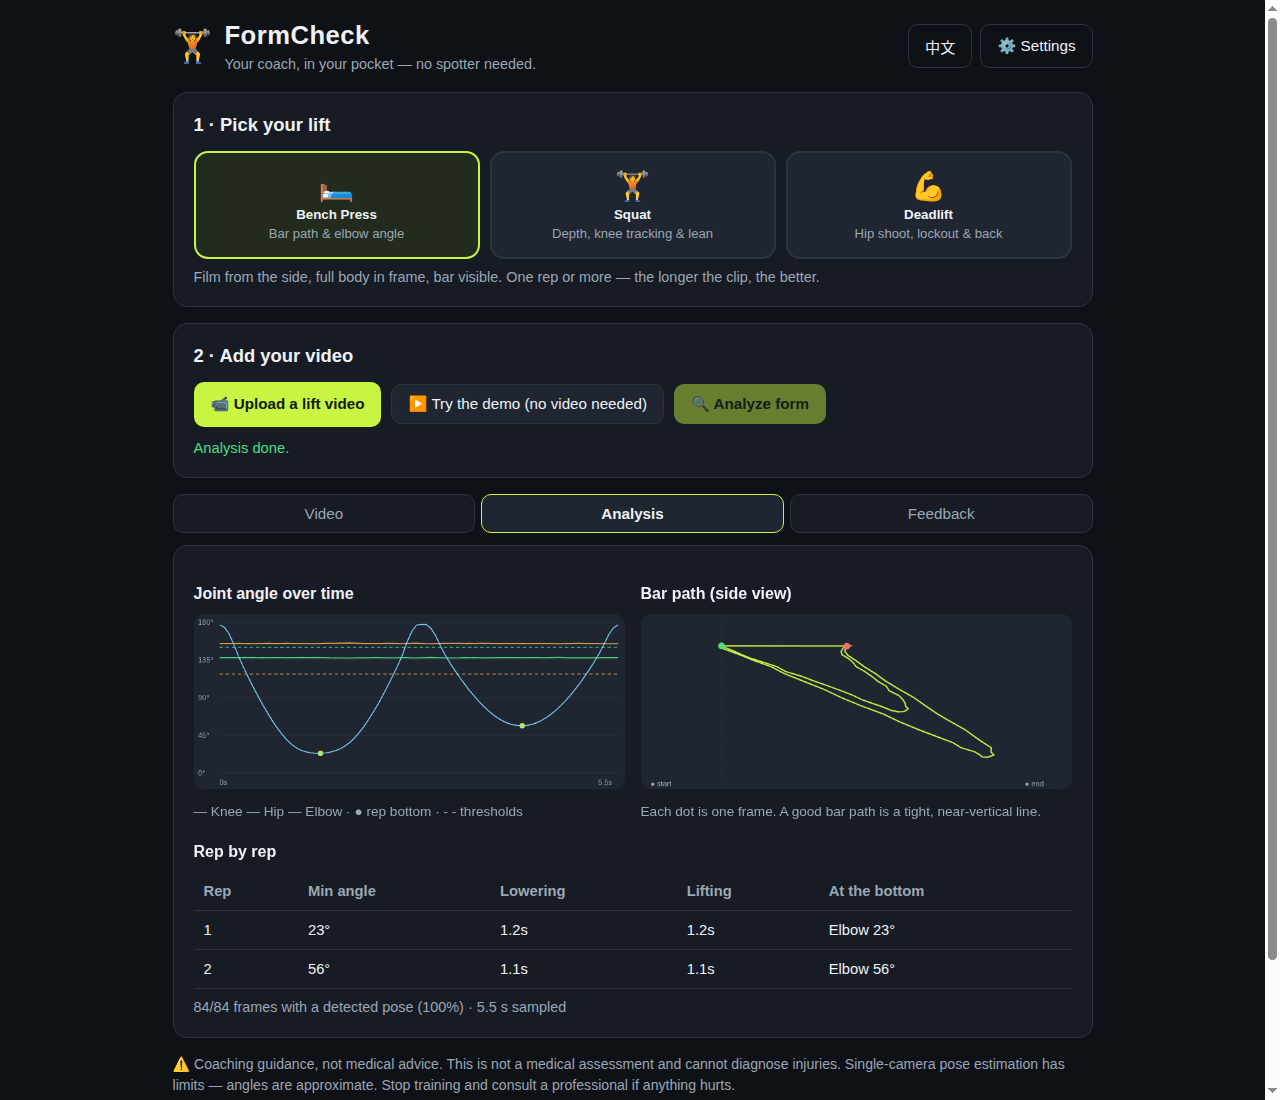 FormCheck
Your coach, in your pocket — no spotter needed.
中文
⚙️ Settings
1 · Pick your lift
Bench Press
Bar path & elbow angle
Squat
Depth, knee tracking & lean
Deadlift
Hip shoot, lockout & back
Film from the side, full body in frame, bar visible. One rep or more — the longer the clip, the better.
2 · Add your video
📹 Upload a lift video
▶️ Try the demo (no video needed)
🔍 Analyze form
Analysis done.
Video
Analysis
Feedback
Joint angle over time
180°
135°
90°
45°
0°
0s
5.5s
— Knee — Hip — Elbow · ● rep bottom · - - thresholds
Bar path (side view)
● start
● end
Each dot is one frame. A good bar path is a tight, near-vertical line.
Rep by rep
Rep Min angle Lowering Lifting At the bottom
1 23° 1.2s 1.2s Elbow 23°
2 56° 1.1s 1.1s Elbow 56°
84/84 frames with a detected pose (100%) · 5.5 s sampled
⚠️ Coaching guidance, not medical advice. This is not a medical assessment and cannot diagnose injuries. Single-camera pose estimation has
limits — angles are approximate. Stop training and consult a professional if anything hurts.